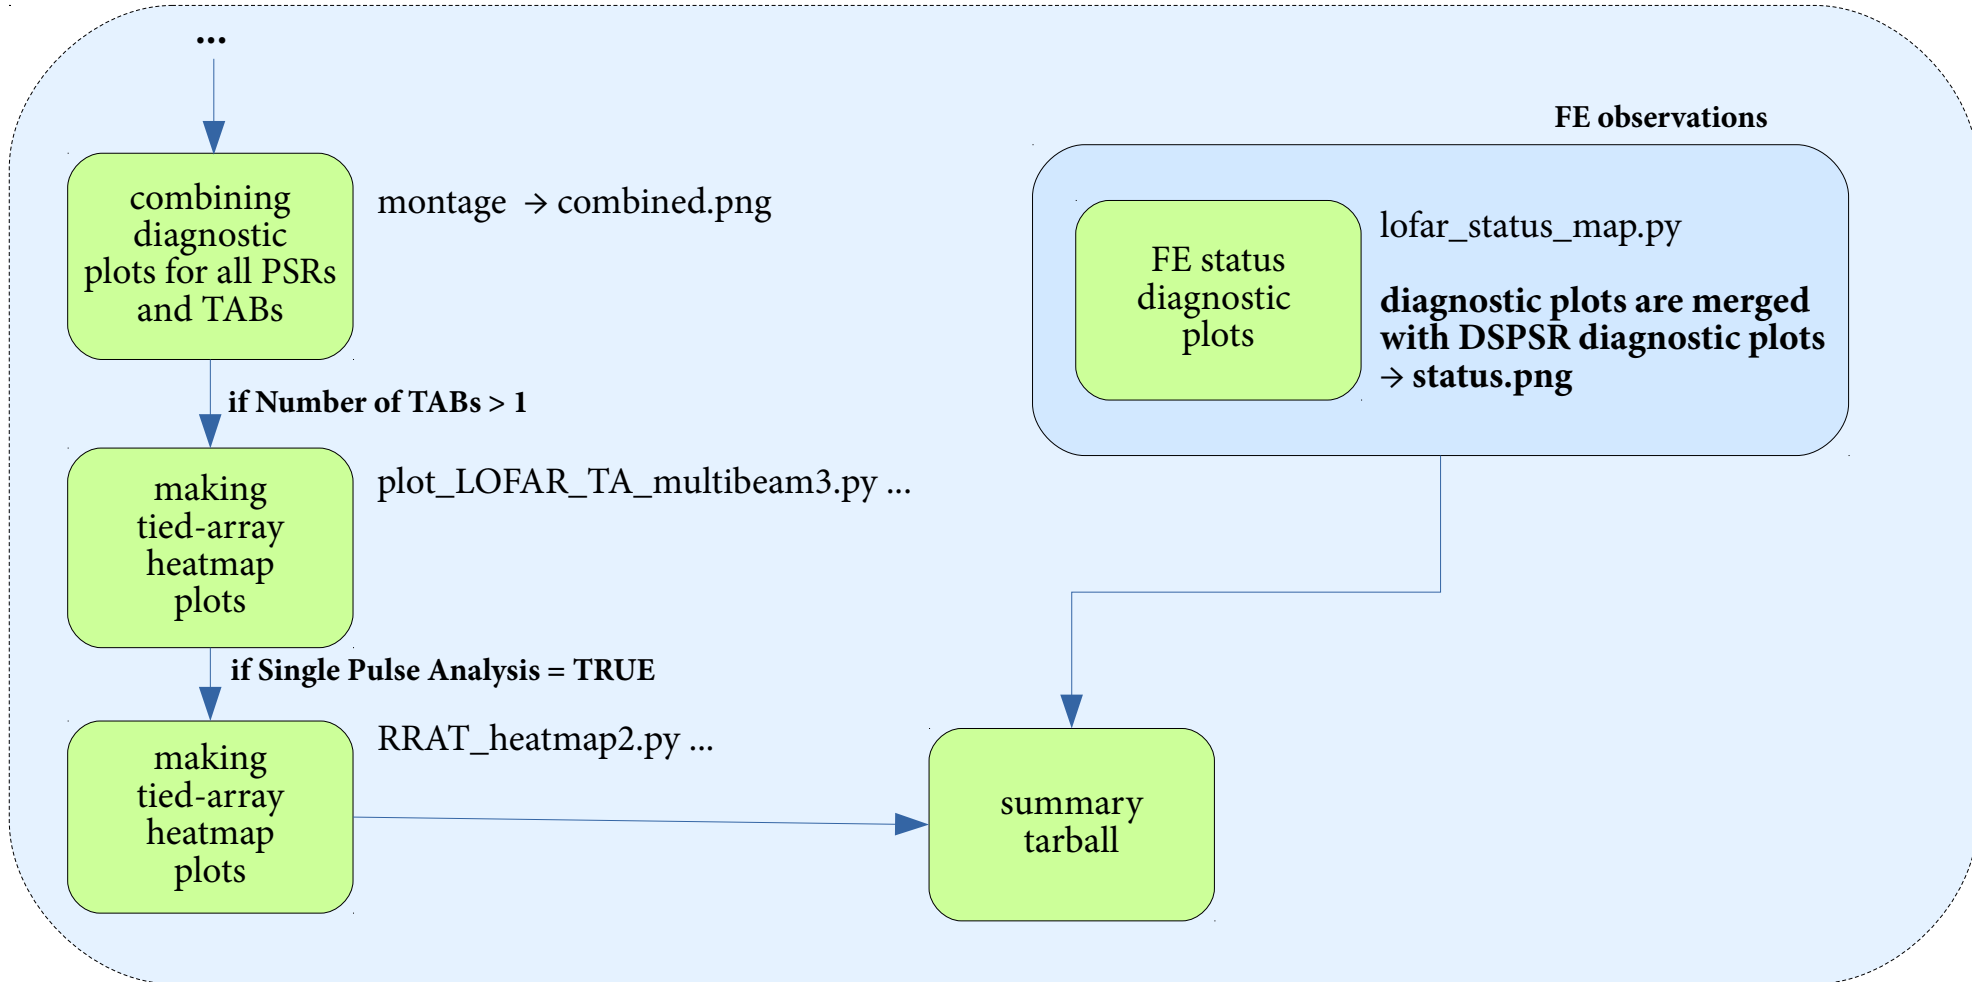 ...
combining
diagnostic
plots for all PSRs
and TABs
montage → combined.png
if Number of TABs > 1
making
tied-array
heatmap
plots
plot_LOFAR_TA_multibeam3.py ...
if Single Pulse Analysis = TRUE
making
tied-array
heatmap
plots
RRAT_heatmap2.py ...
FE observations
FE status
diagnostic
plots
lofar_status_map.py
diagnostic plots are merged
with DSPSR diagnostic plots
→ status.png
summary
tarball